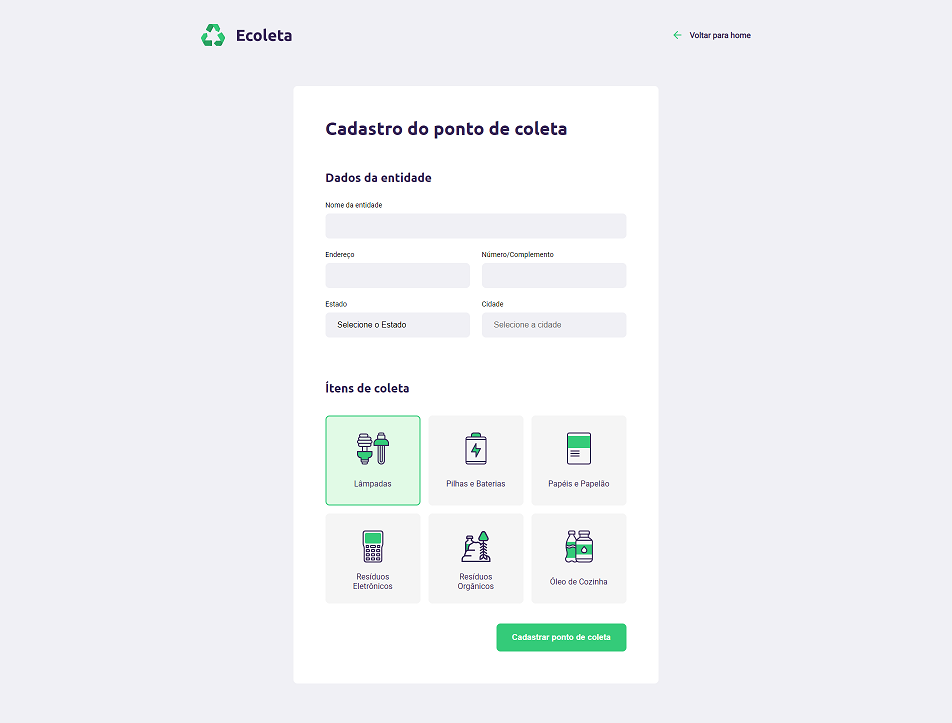 Ecoleta
Voltar para home
Cadastro do ponto de coleta
Dados da entidade
Nome da entidade
Endereço
Número/Complemento
Estado
Cidade
Selecione o Estado
Selecione a cidade
Ítens de coleta
Lâmpadas
Pilhas e Baterias
Papéis e Papelão
Resíduos
Eletrônicos
Resíduos
Orgânicos
Óleo de Cozinha
Cadastrar ponto de coleta